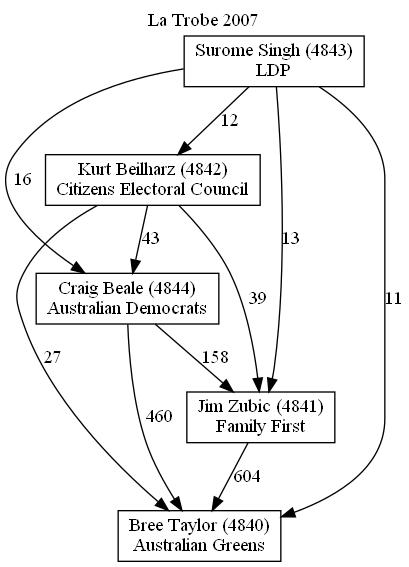 La Trobe 2007
Surome Singh (4843)
LDP
12
Kurt Beilharz (4842)
Citizens Electoral Council
16
43
13
Craig Beale (4844)
Australian Democrats
39
11
27
158
Jim Zubic (4841)
Family First
460
604
Bree Taylor (4840)
Australian Greens